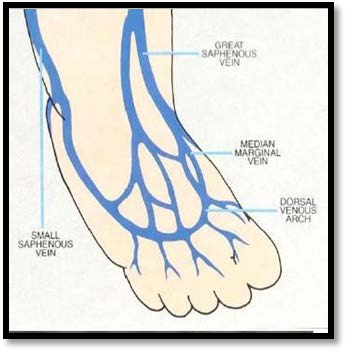 GREAT
SAPHENOUS
VEIN
MEDIAN
MARGINAL
VEIN
DORSAL
VENOUS
ARCH
SMALL
SAPHENOUS
VEIN